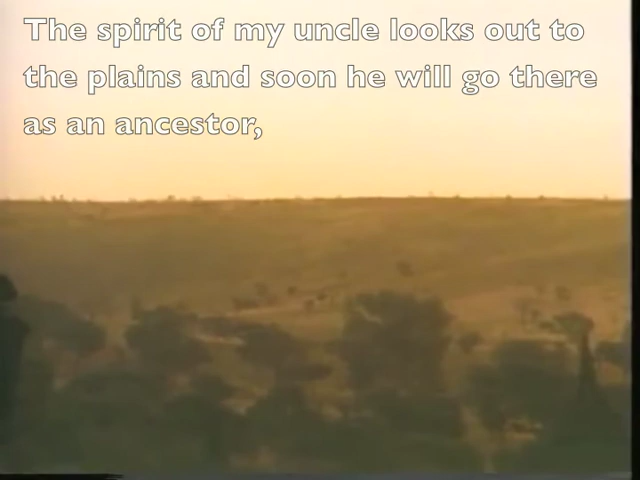 The spirit of my uncle looks out to
the plains and soon he will go there
as an ancestor,